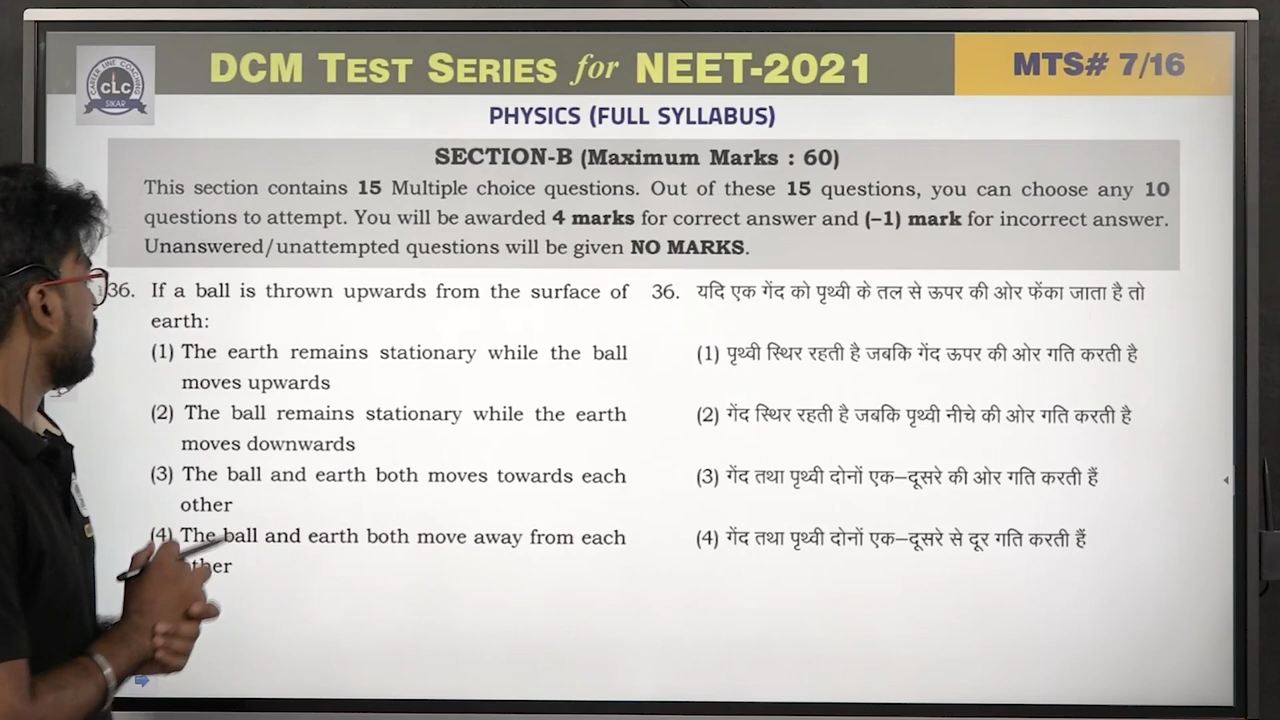 DCM TEST SERIES for NEET-2021
MTS# 7/16
CAREER LINE COACHING
CLC
SIKAR
PHYSICS (FULL SYLLABUS)
SECTION-B (Maximum Marks : 60)
This section contains 15 Multiple choice questions. Out of these 15 questions, you can choose any 10
questions to attempt. You will be awarded 4 marks for correct answer and (–1) mark for incorrect answer.
Unanswered/unattempted questions will be given NO MARKS.
36. If a ball is thrown upwards from the surface of
earth:
(1) The earth remains stationary while the ball
moves upwards
(2) The ball remains stationary while the earth
moves downwards
(3) The ball and earth both moves towards each
other
(4) The ball and earth both move away from each
other
36. यदि एक गेंद को पृथ्वी के तल से ऊपर की ओर फेंका जाता है तो
(1) पृथ्वी स्थिर रहती है जबकि गेंद ऊपर की ओर गति करती है
(2) गेंद स्थिर रहती है जबकि पृथ्वी नीचे की ओर गति करती है
(3) गेंद तथा पृथ्वी दोनों एक–दूसरे की ओर गति करती हैं
(4) गेंद तथा पृथ्वी दोनों एक–दूसरे से दूर गति करती हैं